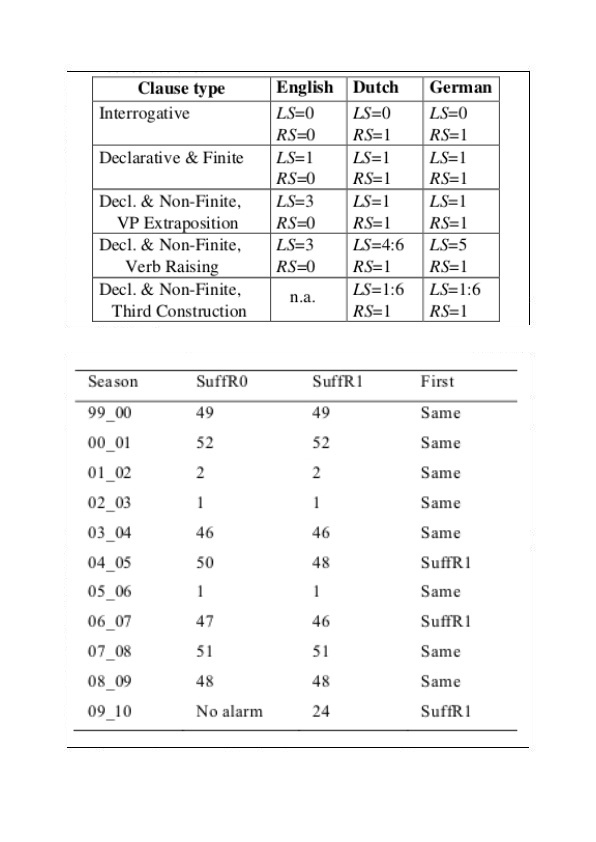 Clause type English Dutch German
Interrogative LS=0 LS=0 LS=0
RS=0 RS=1 RS=1
Declarative & Finite LS=1 LS=1 LS=1
RS=0 RS=1 RS=1
Decl. & Non-Finite, LS=3 LS=1 LS=1
VP Extraposition RS=0 RS=1 RS=1
Decl. & Non-Finite, LS=3 LS=4:6 LS=5
Verb Raising RS=0 RS=1 RS=1
Decl. & Non-Finite, n.a. LS=1:6 LS=1:6
Third Construction RS=1 RS=1
Season SuffR0 SuffR1 First
99_00 49 49 Same
00_01 52 52 Same
01_02 2 2 Same
02_03 1 1 Same
03_04 46 46 Same
04_05 50 48 SuffR1
05_06 1 1 Same
06_07 47 46 SuffR1
07_08 51 51 Same
08_09 48 48 Same
09_10 No alarm 24 SuffR1